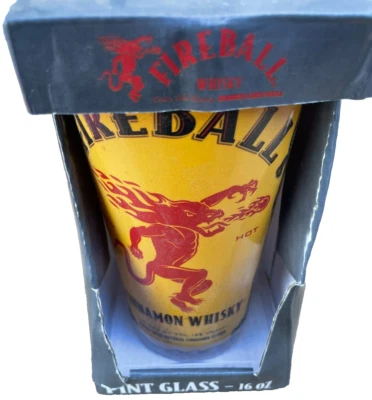 FIREBALL
WHISKY
FIREBALL
HOT
CINNAMON WHISKY
PINT GLASS - 16 OZ